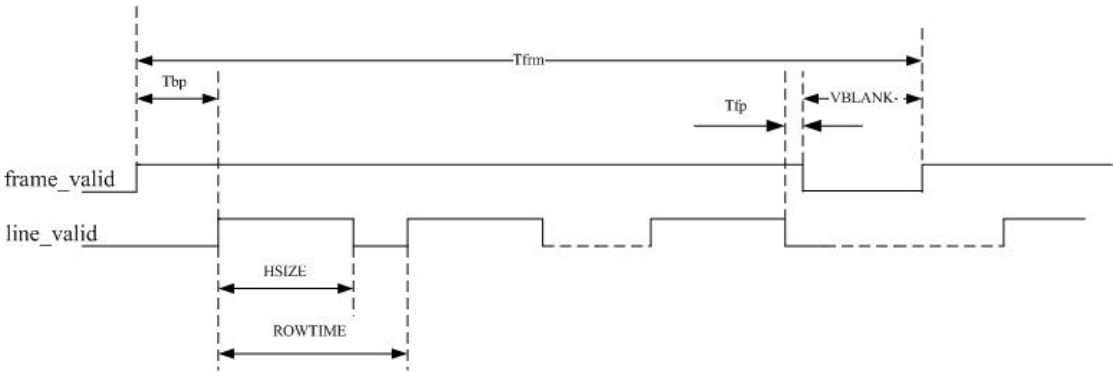 Tfrm
Tbp
VBLANK
Tfp
frame_valid
line_valid
HSIZE
ROWTIME